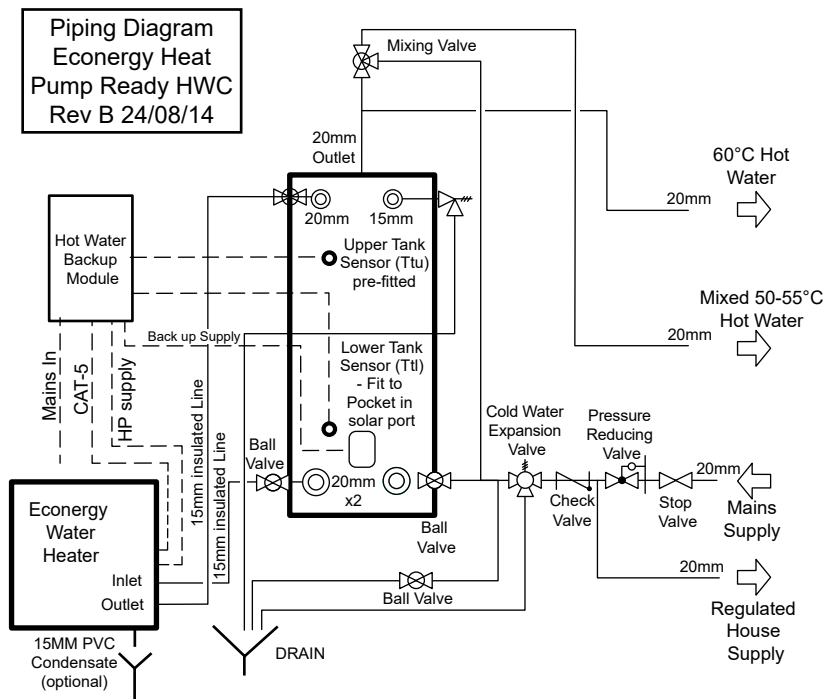 Piping Diagram
Econergy Heat
Pump Ready HWC
Rev B 24/08/14
Mixing Valve
20mm
Outlet
60°C Hot
Water
20mm
20mm
15mm
Hot Water
Backup
Module
Upper Tank
Sensor (Ttu)
pre-fitted
Mixed 50-55°C
Hot Water
20mm
Back up Supply
Lower Tank
Sensor (Ttl)
- Fit to
Pocket in
solar port
Mains In
CAT-5
HP supply
15mm insulated Line
15mm insulated Line
Ball
Valve
20mm
x2
Ball
Valve
Cold Water
Expansion
Valve
Check
Valve
Pressure
Reducing
Valve
Stop
Valve
20mm
Mains
Supply
Econergy
Water
Heater
Inlet
Outlet
Ball Valve
20mm
Regulated
House
Supply
15MM PVC
Condensate
(optional)
DRAIN